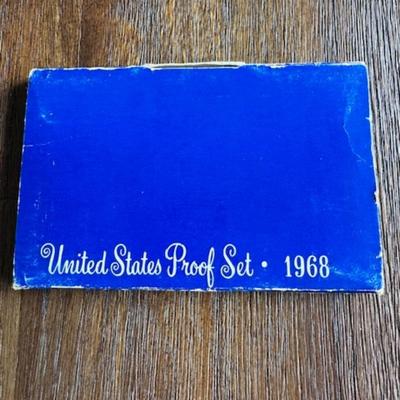 United States Proof Set • 1968